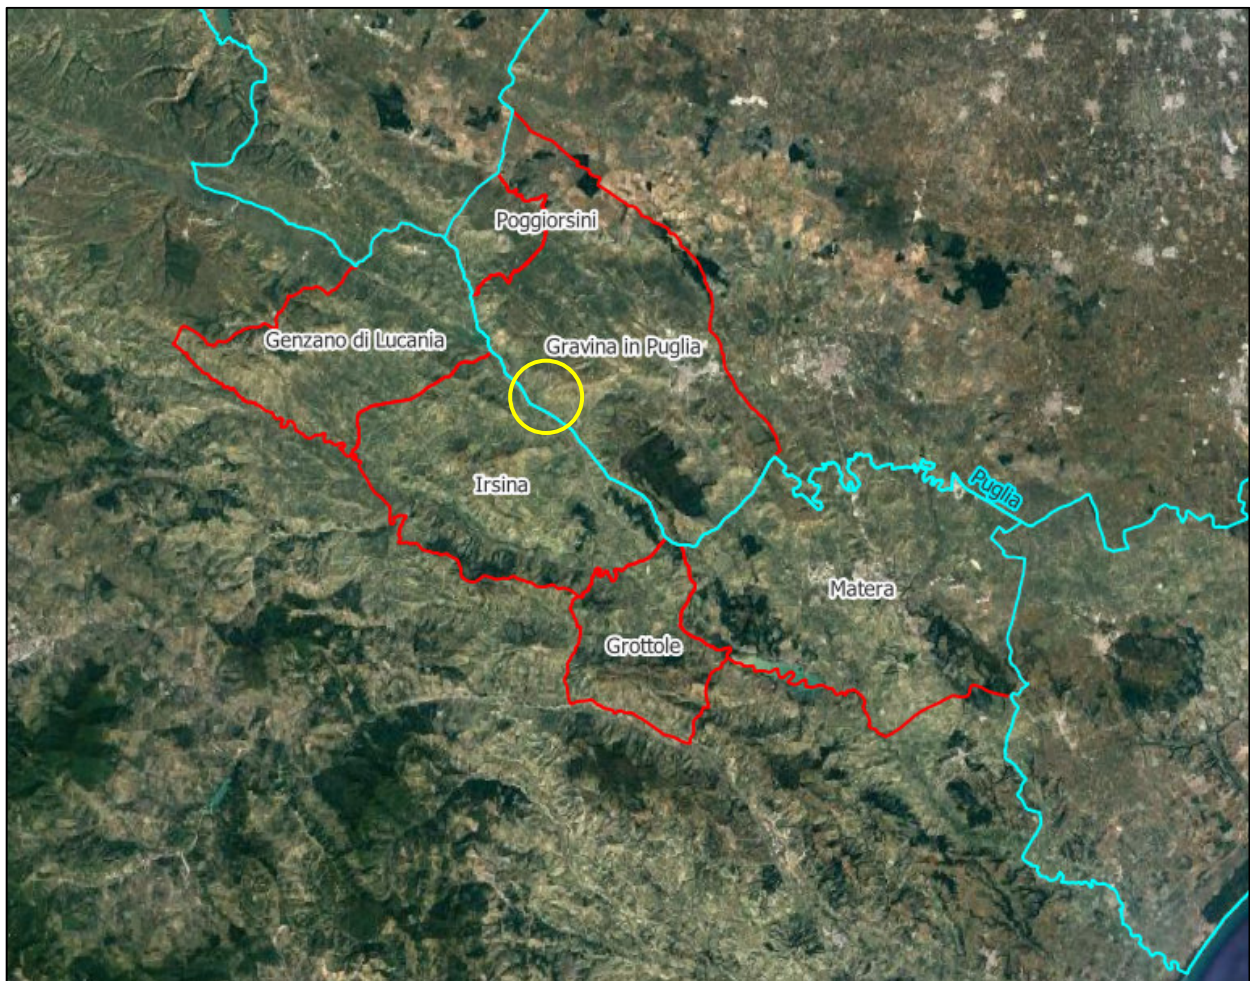 Poggiorsini
Genzano di Lucania
Gravina in Puglia
Irsina
Puglia
Matera
Grottole